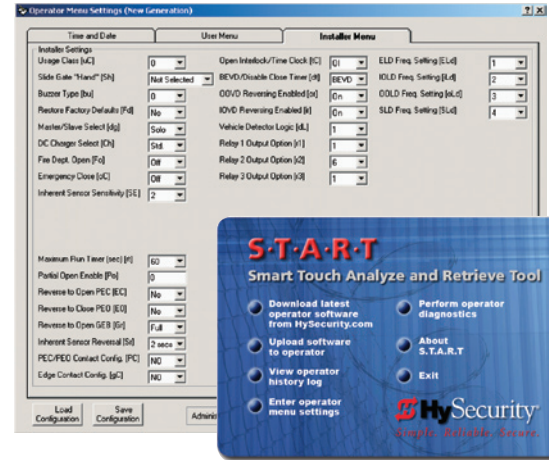 Operator Menu Settings (New Generation)
Time and Date
User Menu
Installer Menu
Installer Settings
Usage Class [uC] 0
Slide Gate "Hand" [Sh] Not Selected
Buzzer Type [bu] 0
Restore Factory Defaults [Fd] No
Master/Slave Select [dg] Solo
DC Charger Select [Ch] Std.
Fire Dept. Open [Fo] Off
Emergency Close [oC] Off
Inherent Sensor Sensitivity [SE] 2
Maximum Run Timer (sec) [rt] 60
Partial Open Enable [Po] 0
Reverse to Open PEC [EC] No
Reverse to Close PEO [EO] No
Reverse to Open GEB [Gr] Full
Inherent Sensor Reversal [Sr] 2 secs
PEC/PEO Contact Config. [PC] NO
Edge Contact Config. [gC] NO
Open Interlock/Time Clock [tC] OI
BEVD/Disable Close Timer [dt] BEVD
OOVD Reversing Enabled [or] On
IOVD Reversing Enabled [ir] On
Vehicle Detector Logic [dL] 1
Relay 1 Output Option [r1] 1
Relay 2 Output Option [r2] 6
Relay 3 Output Option [r3] 1
ELD Freq. Setting [ELd] 1
IOLD Freq. Setting [iLd] 2
OOLD Freq. Setting [oLd] 3
SLD Freq. Setting [SLd] 4
Load Configuration
Save Configuration
S·T·A·R·T
Smart Touch Analyze and Retrieve Tool
Download latest
operator software
from HySecurity.com
Upload software
to operator
View operator
history log
Enter operator
menu settings
Perform operator
diagnostics
About
S.T.A.R.T
Exit
HySecurity
Simple. Reliable. Secure.